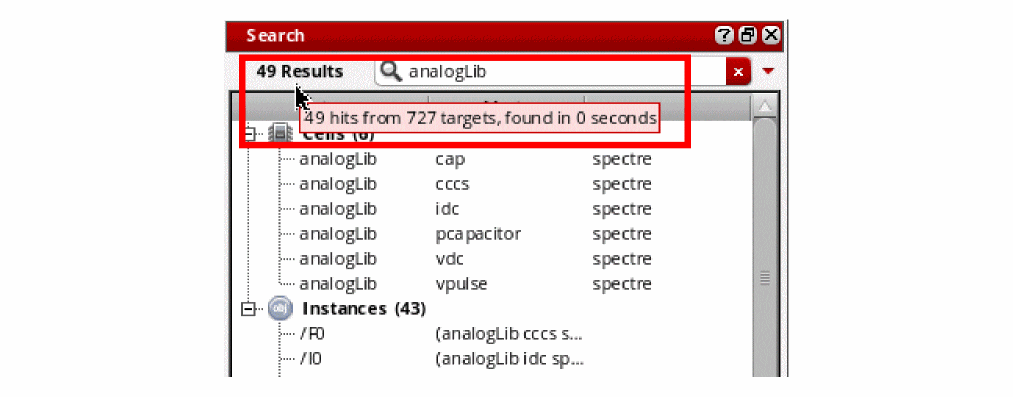 Search
49 Results analogLib
49 hits from 727 targets, found in 0 seconds
Cells (6)
analogLib cap spectre
analogLib cccs spectre
analogLib idc spectre
analogLib pcapacitor spectre
analogLib vdc spectre
analogLib vpulse spectre
obj Instances (43)
/F0 (analogLib cccs s...
/I0 (analogLib idc sp...